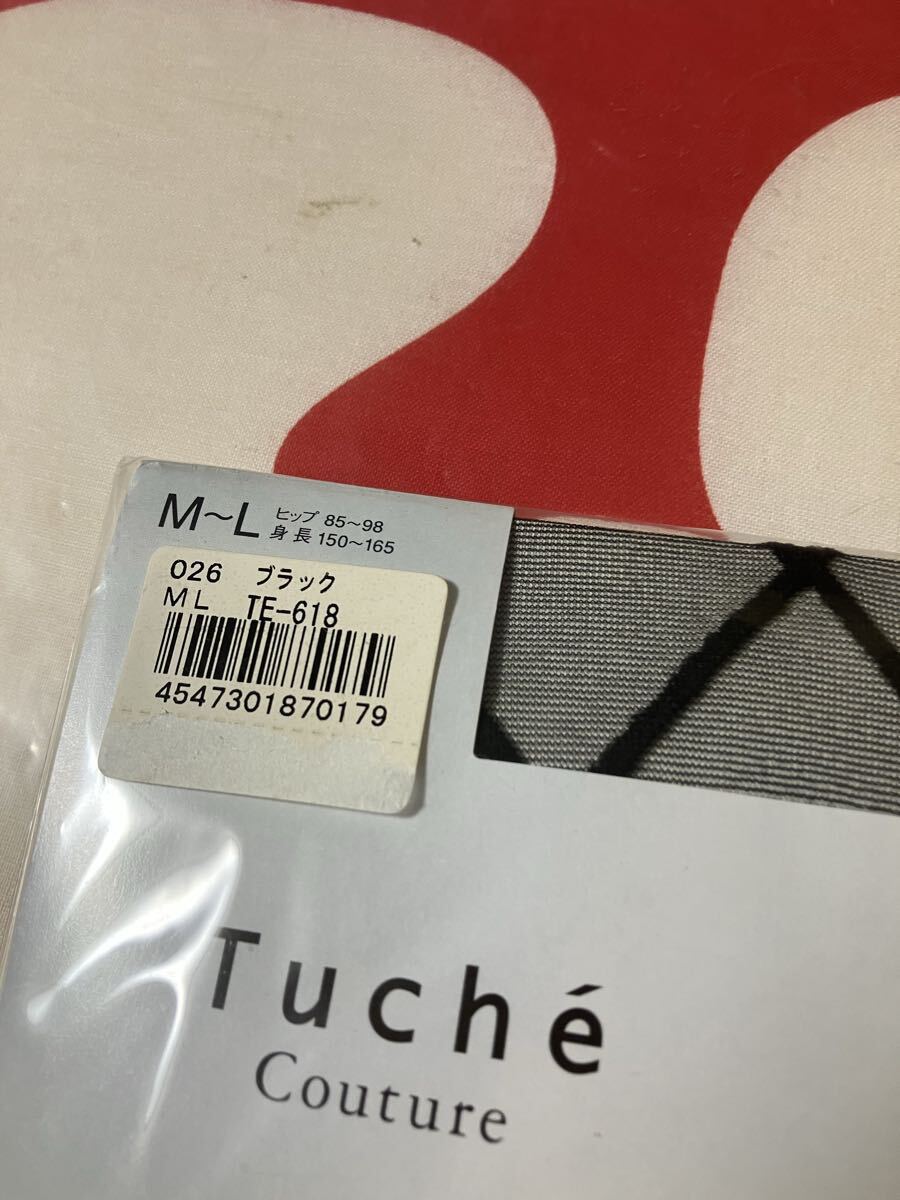 M~L ヒップ 85~98
身長 150~165
026 ブラック
ML TE-618
4547301870179
Tuché
Couture